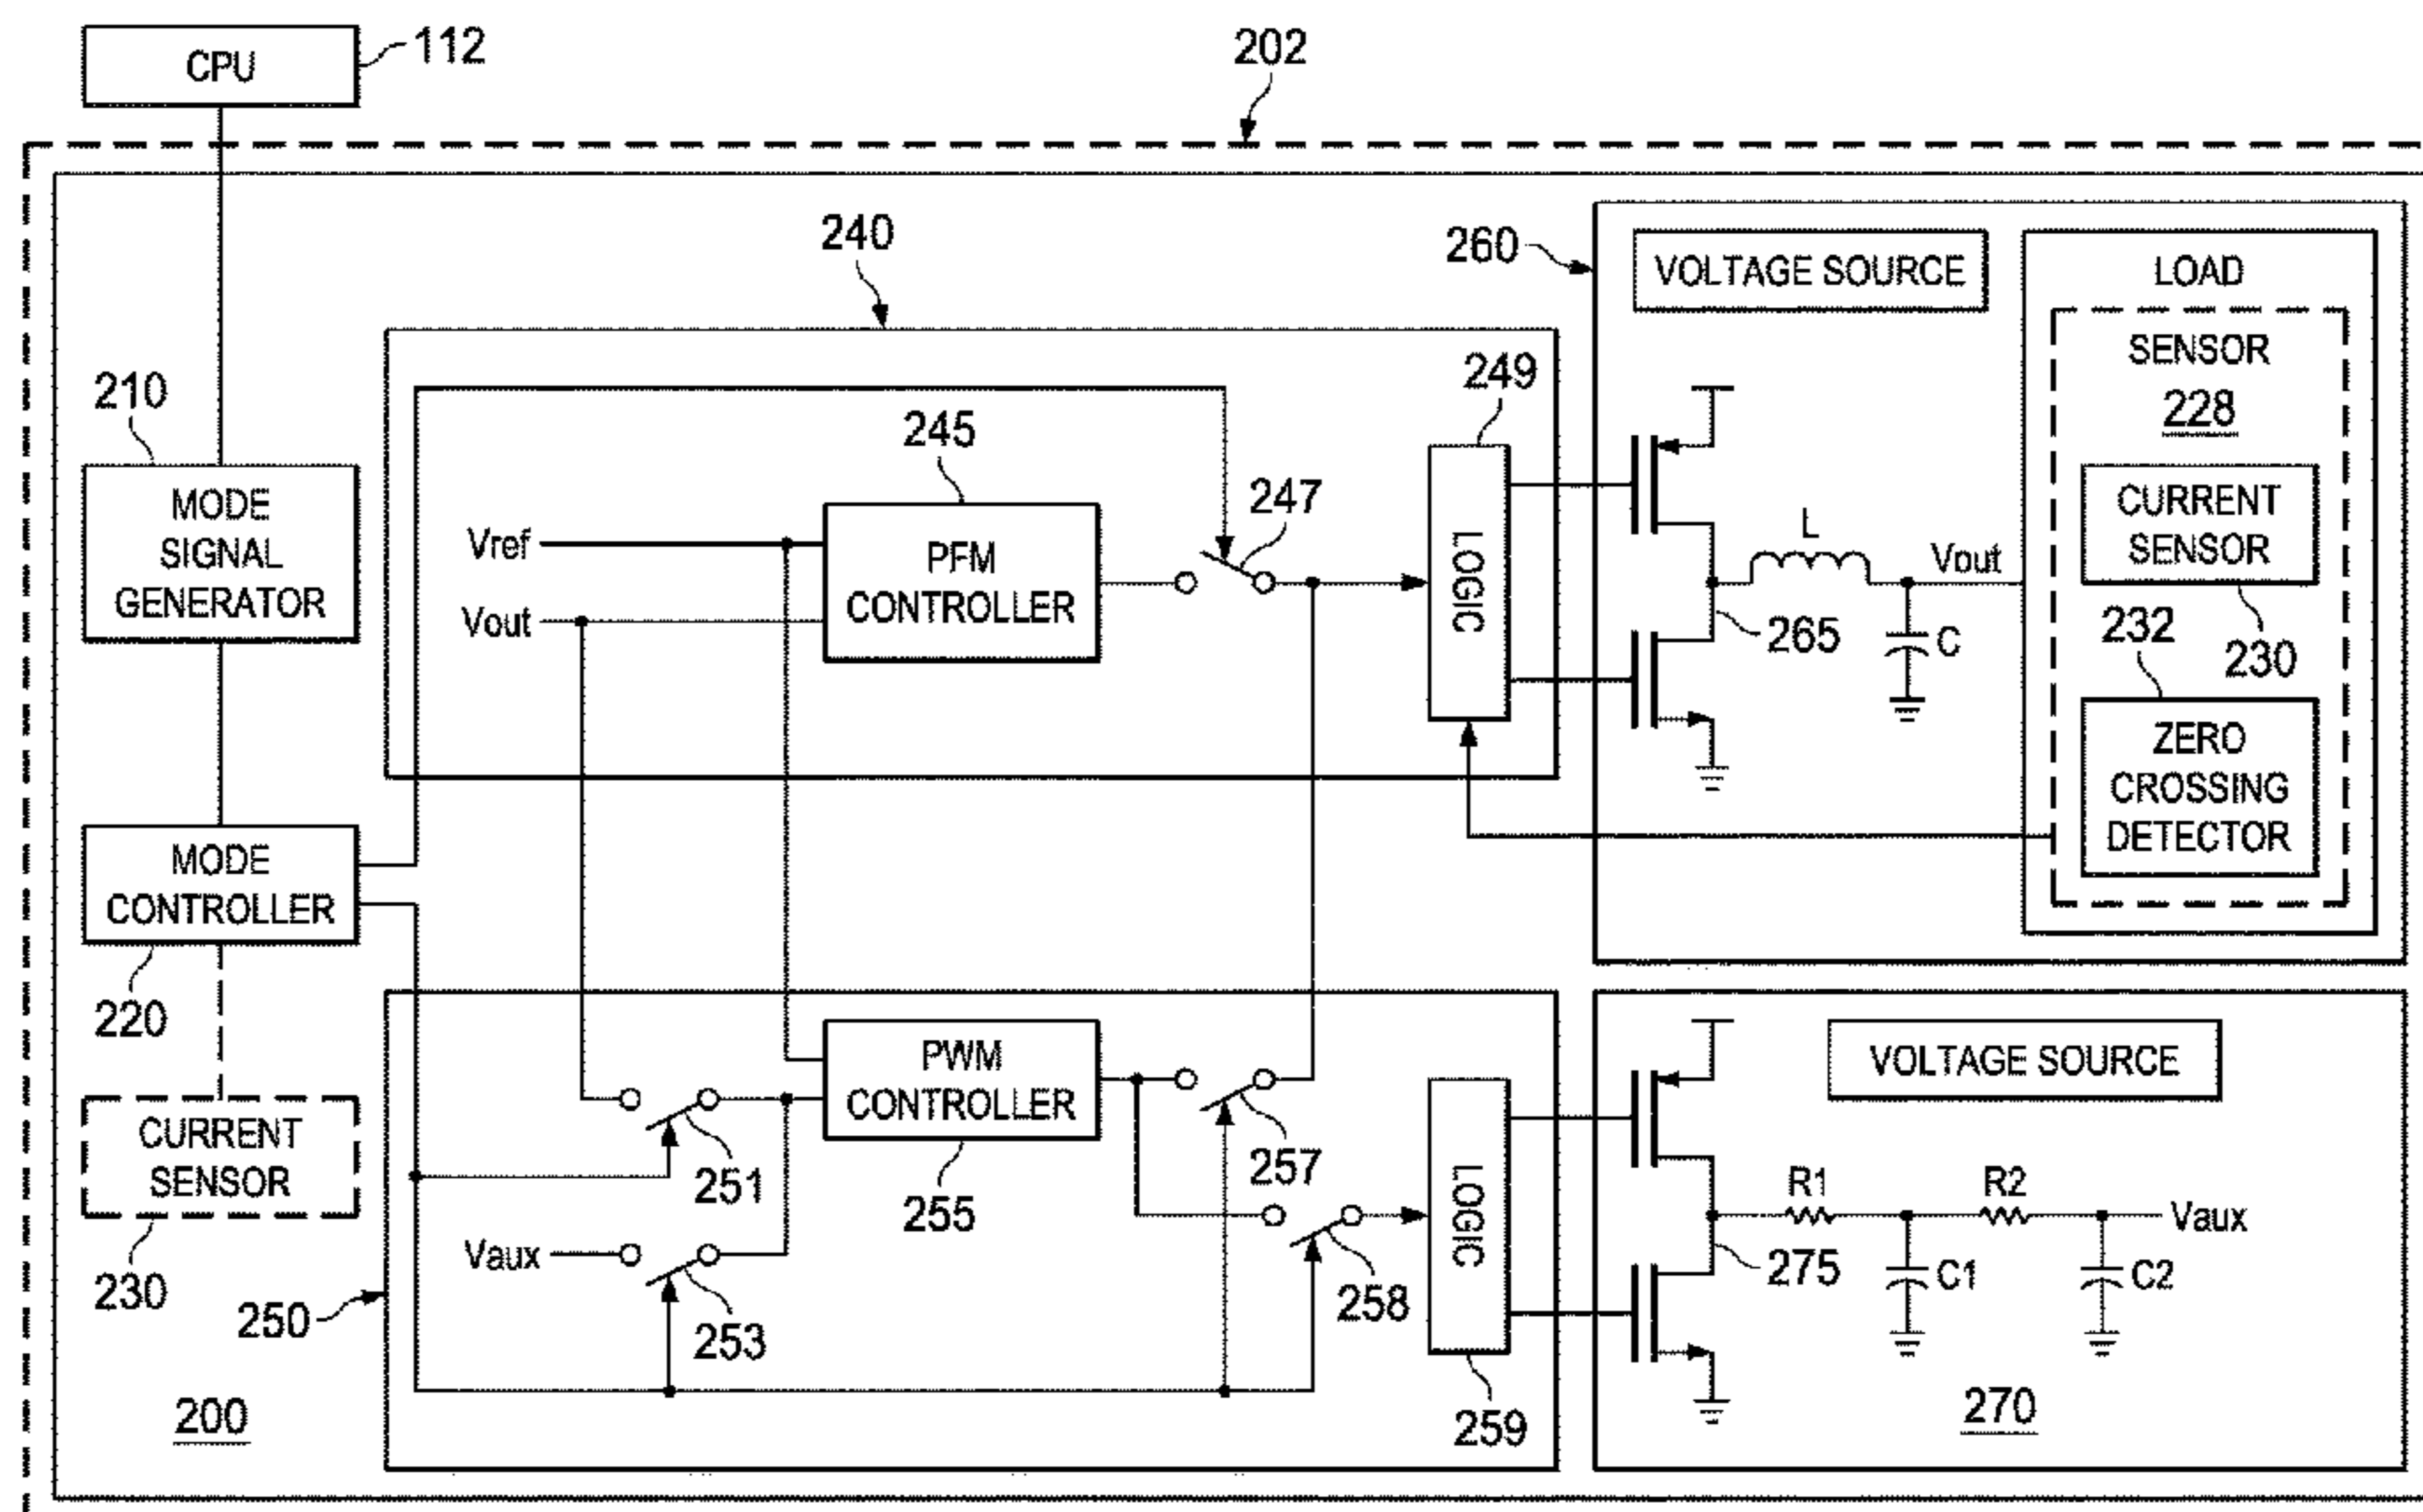 CPU
112
202
240
260
VOLTAGE SOURCE
LOAD
SENSOR
228
CURRENT
SENSOR
230
232
ZERO
CROSSING
DETECTOR
210
MODE
SIGNAL
GENERATOR
245
PFM
CONTROLLER
Vref
Vout
247
249
LOGIC
265
L
C
Vout
MODE
CONTROLLER
220
CURRENT
SENSOR
230
250
200
PWM
CONTROLLER
255
251
Vaux
253
257
258
LOGIC
259
VOLTAGE SOURCE
R1
R2
Vaux
275
C1
C2
270